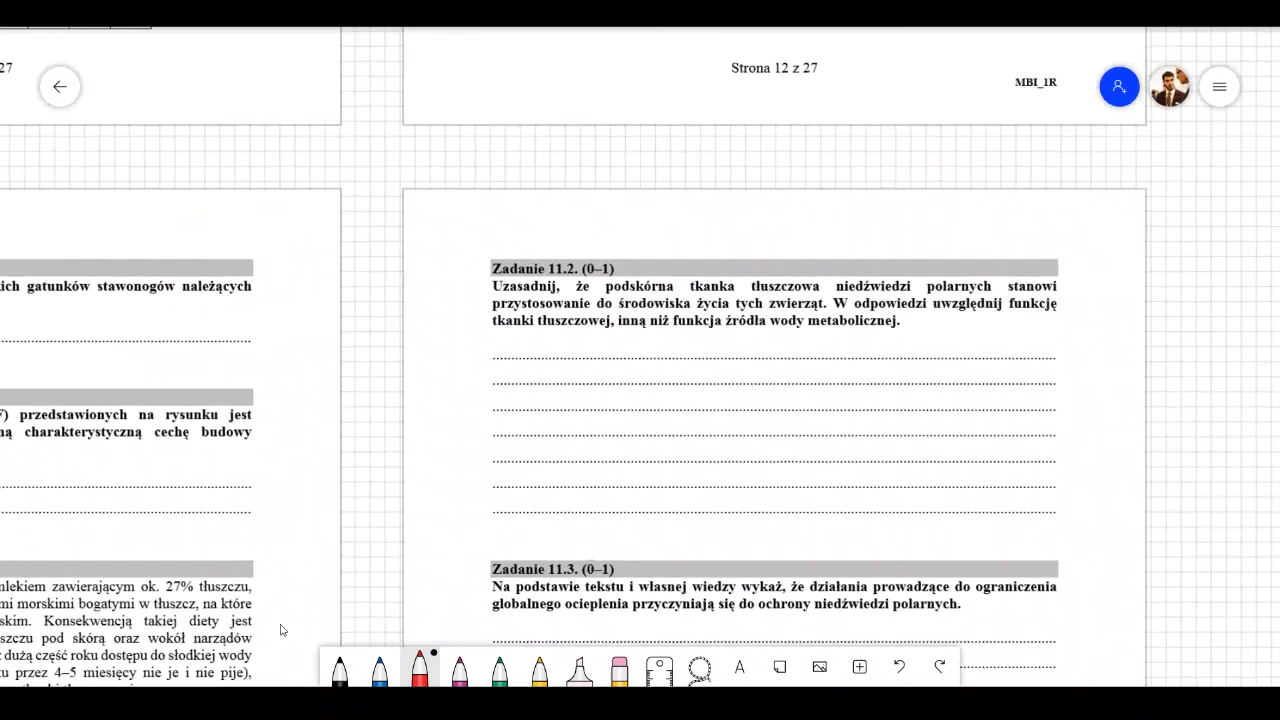 27
Strona 12 z 27
MBI_1R
ich gatunków stawonogów należących
F) przedstawionych na rysunku jest
ną charakterystyczną cechę budowy
mlekiem zawierającym ok. 27% tłuszczu,
mi morskimi bogatymi w tłuszcz, na które
skim. Konsekwencją takiej diety jest
szczu pod skórą oraz wokół narządów
z dużą część roku dostępu do słodkiej wody
u przez 4–5 miesięcy nie je i nie pije),
Zadanie 11.2. (0–1)
Uzasadnij, że podskórna tkanka tłuszczowa niedźwiedzi polarnych stanowi
przystosowanie do środowiska życia tych zwierząt. W odpowiedzi uwzględnij funkcję
tkanki tłuszczowej, inną niż funkcja źródła wody metabolicznej.
Zadanie 11.3. (0–1)
Na podstawie tekstu i własnej wiedzy wykaż, że działania prowadzące do ograniczenia
globalnego ocieplenia przyczyniają się do ochrony niedźwiedzi polarnych.
A